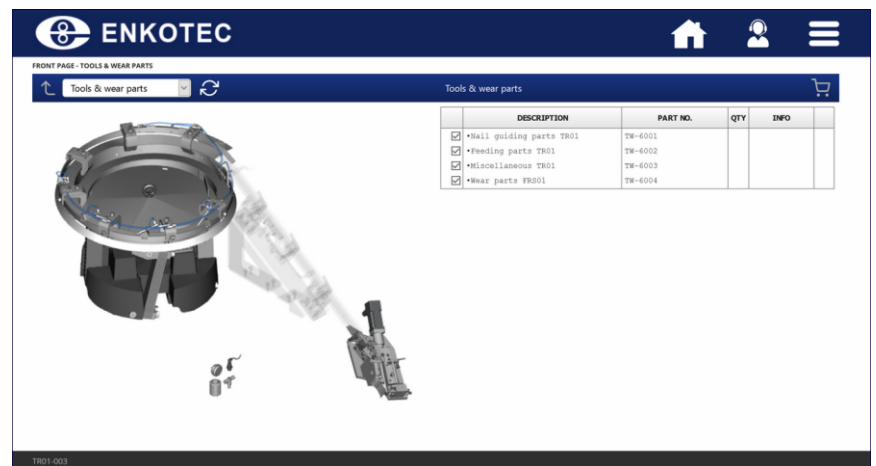 ENKOTEC
FRONT PAGE - TOOLS & WEAR PARTS
Tools & wear parts
Tools & wear parts
DESCRIPTION PART NO. QTY INFO
•Nail guiding parts TR01 TW-6001
•Feeding parts TR01 TW-6002
•Miscellaneous TR01 TW-6003
•Wear parts FRS01 TW-6004
TR01-003